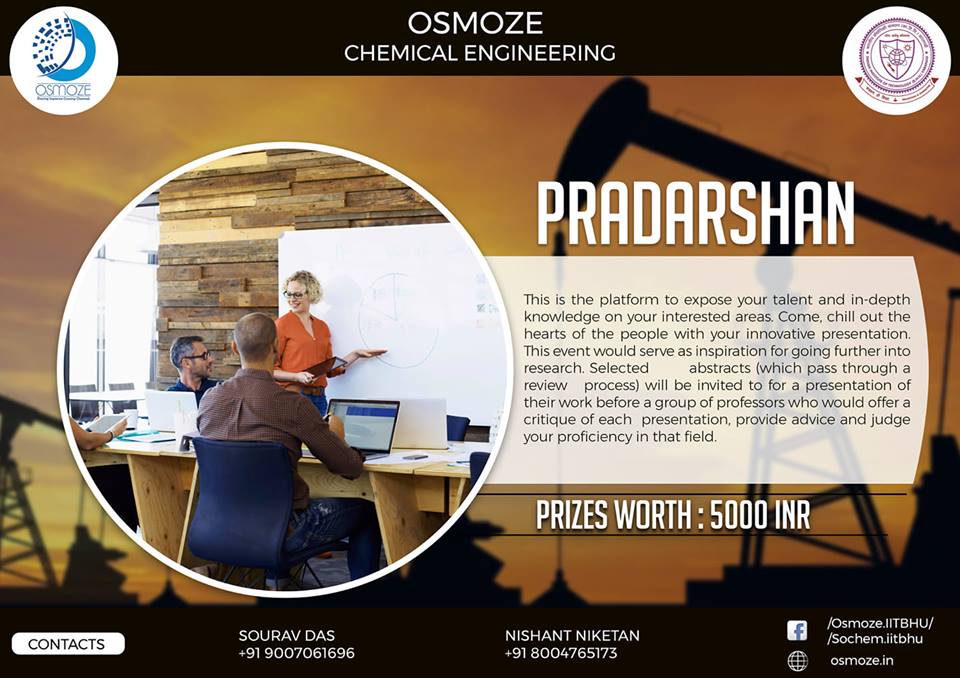 OSMOZE
CHEMICAL ENGINEERING
OSMOZE
PRADARSHAN
This is the platform to expose your talent and in-depth
knowledge on your interested areas. Come, chill out the
hearts of the people with your innovative presentation.
This event would serve as inspiration for going further into
research. Selected abstracts (which pass through a
review process) will be invited to for a presentation of
their work before a group of professors who would offer a
critique of each presentation, provide advice and judge
your proficiency in that field.
PRIZES WORTH : 5000 INR
CONTACTS
SOURAV DAS
+91 9007061696
NISHANT NIKETAN
+91 8004765173
/Osmoze.IITBHU/
/Sochem.iitbhu
osmoze.in